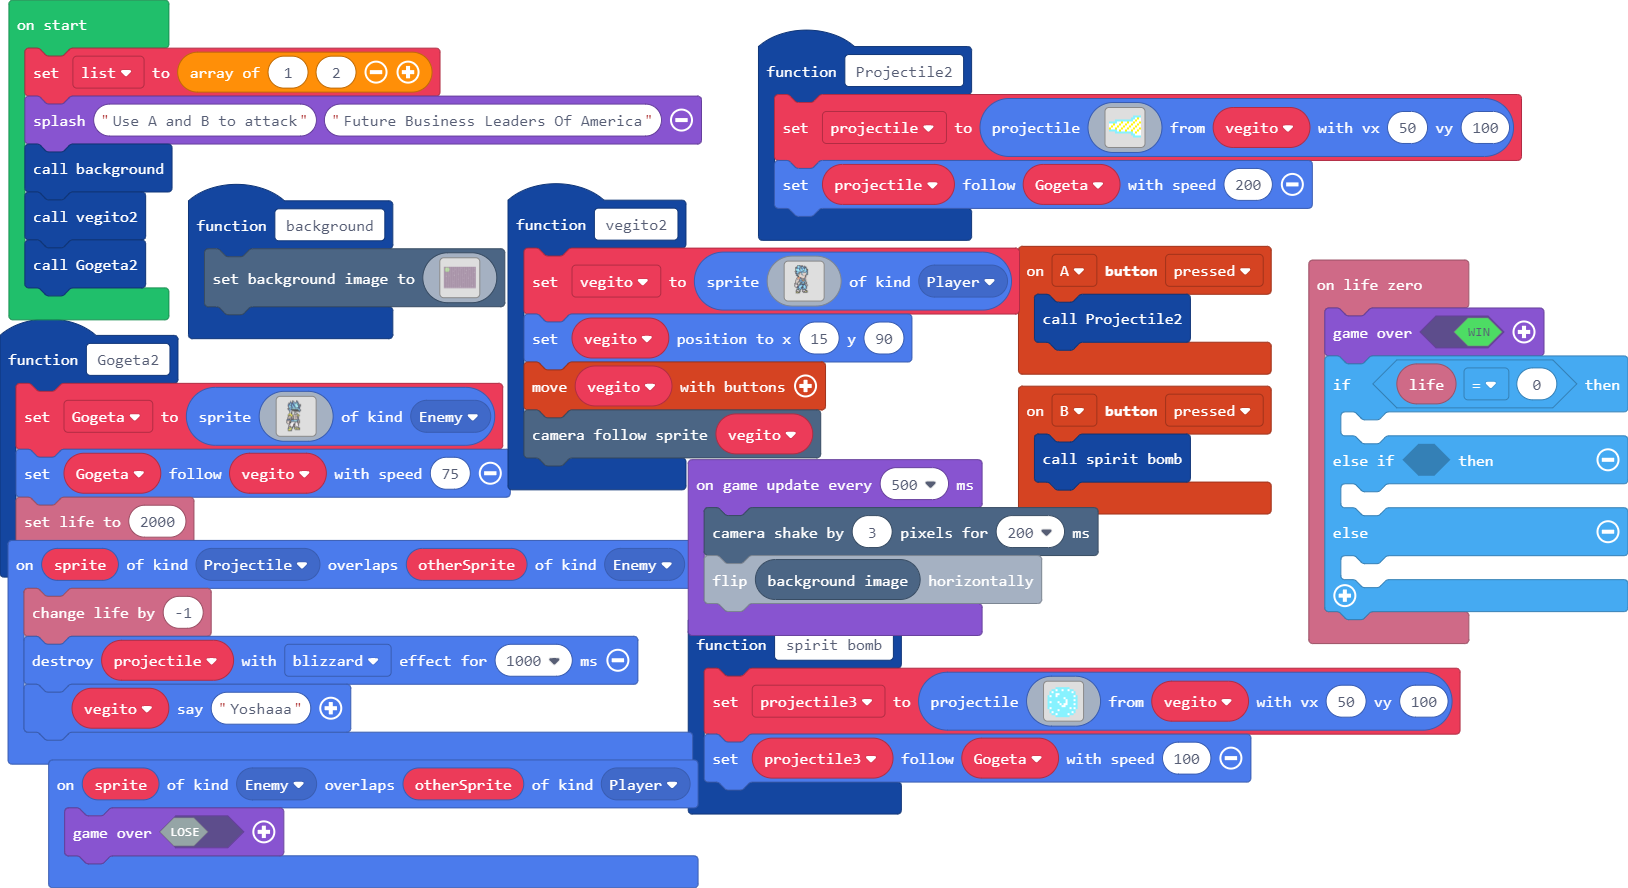 on start
set list to array of 1 2
splash "Use A and B to attack" "Future Business Leaders Of America"
call background
call vegito2
call Gogeta2
function background
set background image to
function vegito2
set vegito to sprite of kind Player
set vegito position to x 15 y 90
move vegito with buttons
camera follow sprite vegito
function Projectile2
set projectile to projectile from vegito with vx 50 vy 100
set projectile follow Gogeta with speed 200
on A button pressed
call Projectile2
on B button pressed
call spirit bomb
on life zero
game over WIN
if life = 0 then
else if then
else
function Gogeta2
set Gogeta to sprite of kind Enemy
set Gogeta follow vegito with speed 75
set life to 2000
on game update every 500 ms
camera shake by 3 pixels for 200 ms
flip background image horizontally
on sprite of kind Projectile overlaps otherSprite of kind Enemy
change life by -1
destroy projectile with blizzard effect for 1000 ms
vegito say "Yoshaaa"
function spirit bomb
set projectile3 to projectile from vegito with vx 50 vy 100
set projectile3 follow Gogeta with speed 100
on sprite of kind Enemy overlaps otherSprite of kind Player
game over LOSE